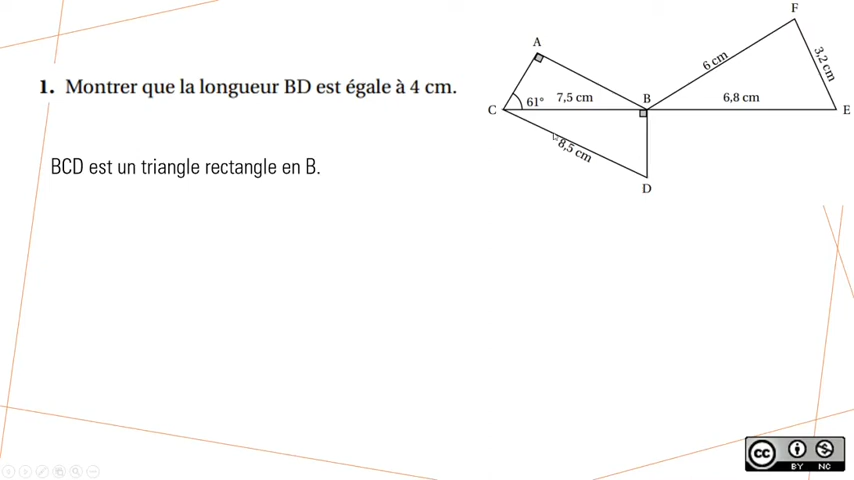 1. Montrer que la longueur BD est égale à 4 cm.
BCD est un triangle rectangle en B.
F
A
6 cm
3,2 cm
61°
7,5 cm
B
6,8 cm
C
E
8,5 cm
D
cc
BY NC